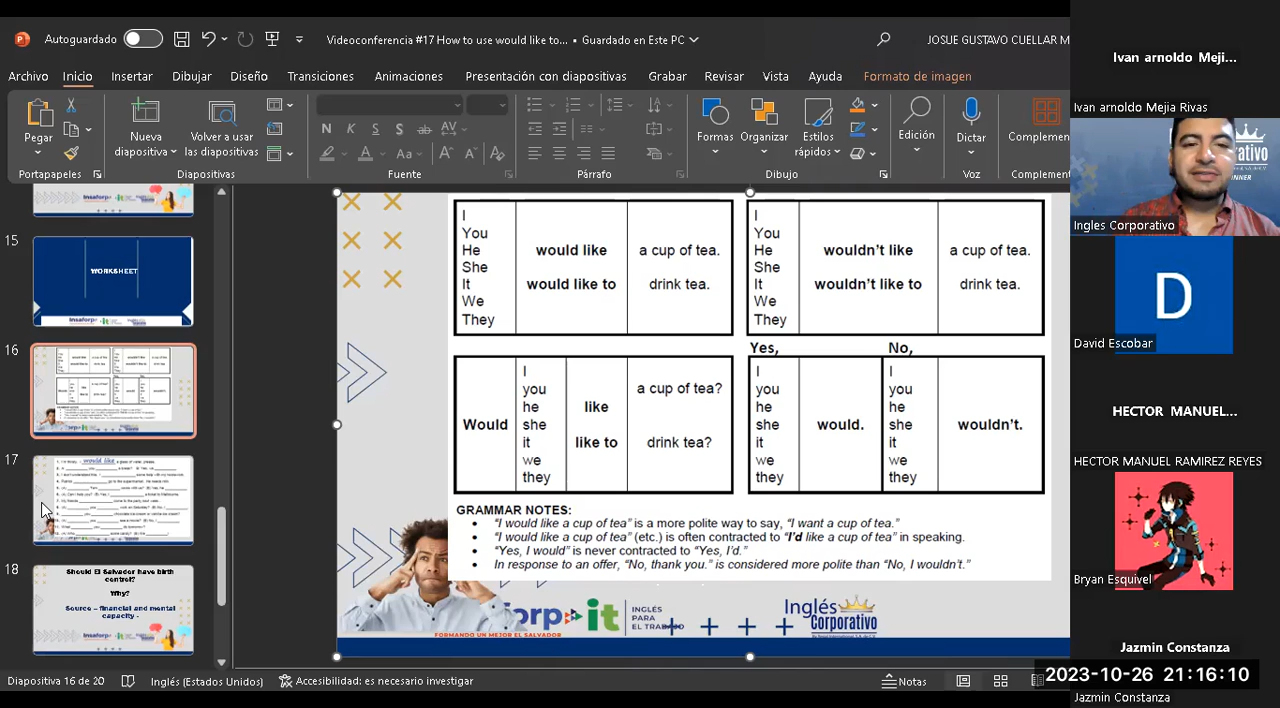 Autoguardado
Videoconferencia #17 How to use would like to... • Guardado en Este PC
JOSUE GUSTAVO CUELLAR M
Archivo Inicio Insertar Dibujar Diseño Transiciones Animaciones Presentación con diapositivas Grabar Revisar Vista Ayuda Formato de imagen
Pegar
Nueva diapositiva
Volver a usar las diapositivas
Formas
Organizar
Estilos rápidos
Edición
Dictar
Complemen
Portapapeles Diapositivas Fuente Párrafo Dibujo Voz Complement
15
WORKSHEET
16
17
18
Should El Salvador have birth
control?
Why?
Source – financial and mental
capacity -
I
You
He
She
It
We
They
would like
would like to
a cup of tea.
drink tea.
I
You
He
She
It
We
They
wouldn't like
wouldn't like to
a cup of tea.
drink tea.
Would
I
you
he
she
it
we
they
like
like to
a cup of tea?
drink tea?
Yes,
I
you
he
she
it
we
they
would.
No,
I
you
he
she
it
we
they
wouldn't.
GRAMMAR NOTES:
• "I would like a cup of tea" is a more polite way to say, "I want a cup of tea."
• "I would like a cup of tea" (etc.) is often contracted to "I'd like a cup of tea" in speaking.
• "Yes, I would" is never contracted to "Yes, I'd."
• In response to an offer, "No, thank you." is considered more polite than "No, I wouldn't."
orp it
INGLÉS
PARA
EL TRABAJO
FORMANDO UN MEJOR EL SALVADOR
Inglés
Corporativo
Diapositiva 16 de 20
Inglés (Estados Unidos)
Accesibilidad: es necesario investigar
Notas
Ivan arnoldo Meji...
Ivan arnoldo Mejia Rivas
Ingles Corporativo
D
David Escobar
HECTOR MANUEL...
HECTOR MANUEL RAMIREZ REYES
Bryan Esquivel
Jazmin Constanza
2023-10-26 21:16:10
Jazmin Constanza